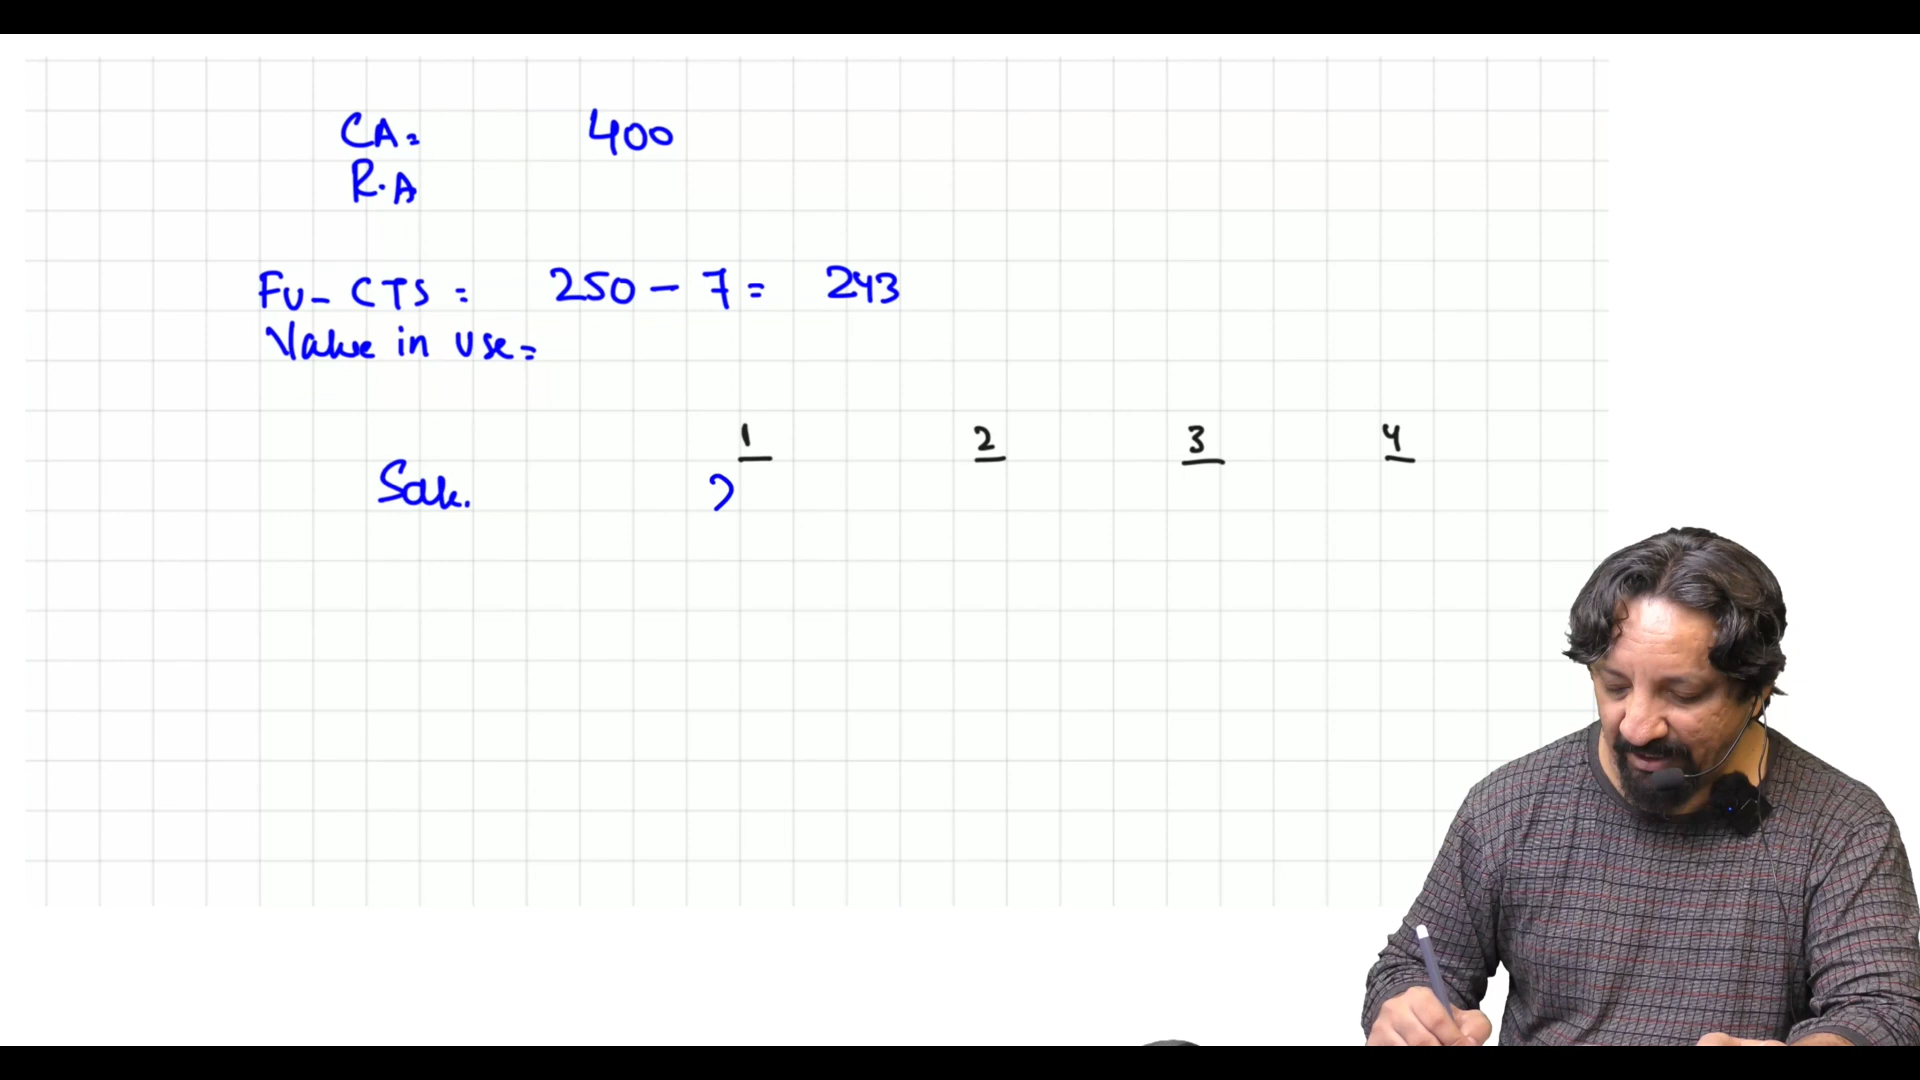 CA= 400
R.A
FV- CTS = 250 - 7 = 243
Value in use =
1 2 3 4
Sale.